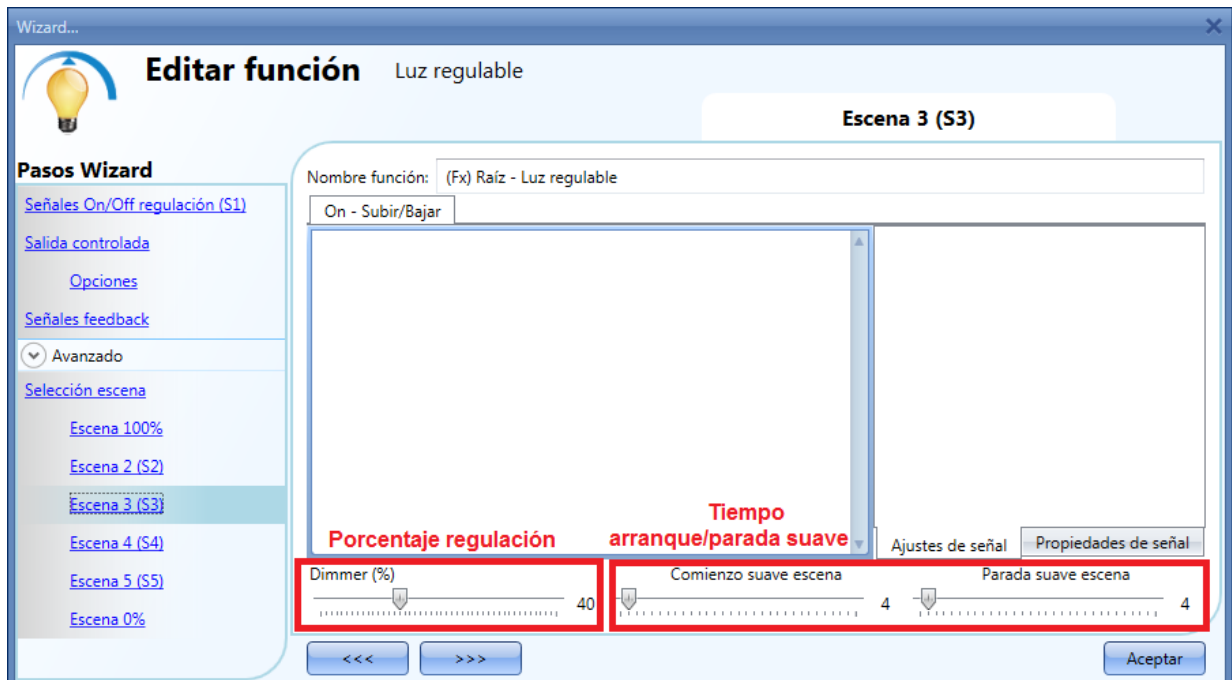 Wizard...
Editar función Luz regulable
Escena 3 (S3)
Pasos Wizard
Señales On/Off regulación (S1)
Salida controlada
Opciones
Señales feedback
Avanzado
Selección escena
Escena 100%
Escena 2 (S2)
Escena 3 (S3)
Escena 4 (S4)
Escena 5 (S5)
Escena 0%
Nombre función: (Fx) Raíz - Luz regulable
On - Subir/Bajar
Porcentaje regulación
Tiempo
arranque/parada suave
Ajustes de señal Propiedades de señal
Dimmer (%) Comienzo suave escena Parada suave escena
40 4 4
<<< >>> Aceptar